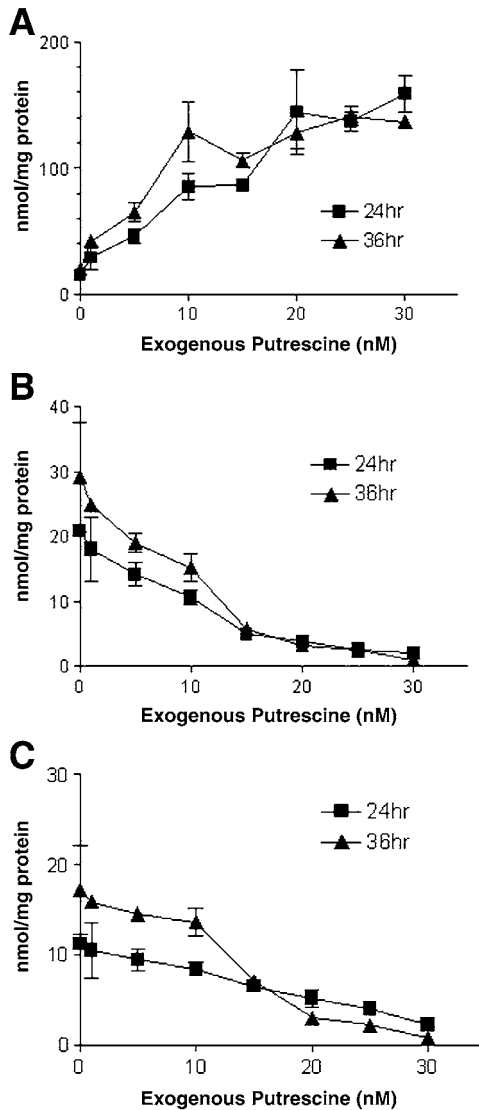 A
200
100
0
nmol/mg protein
24hr
36hr
0 10 20 30
Exogenous Putrescine (nM)
B
40
30
20
10
0
nmol/mg protein
24hr
36hr
0 10 20 30
Exogenous Putrescine (nM)
C
30
20
10
0
nmol/mg protein
24hr
36hr
0 10 20 30
Exogenous Putrescine (nM)